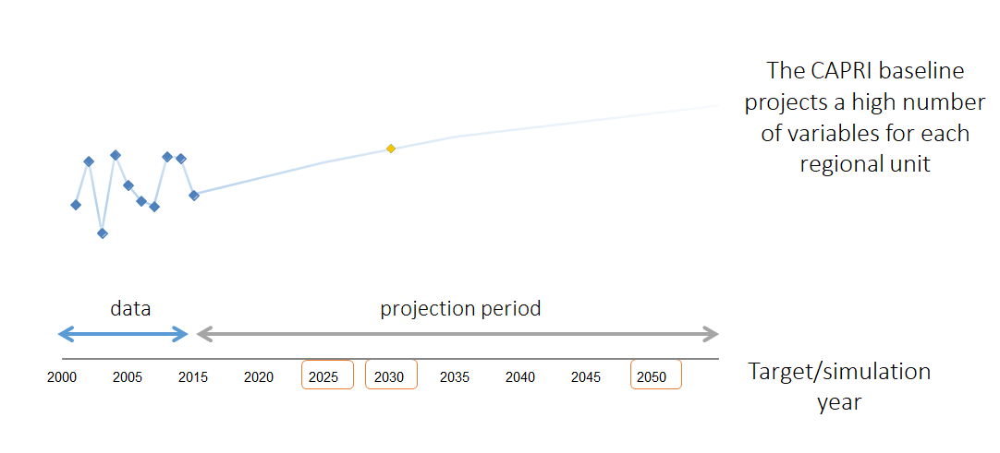 The CAPRI baseline
projects a high number
of variables for each
regional unit
data
projection period
2000 2005 2015 2020 2025 2030 2035 2040 2045 2050
Target/simulation
year